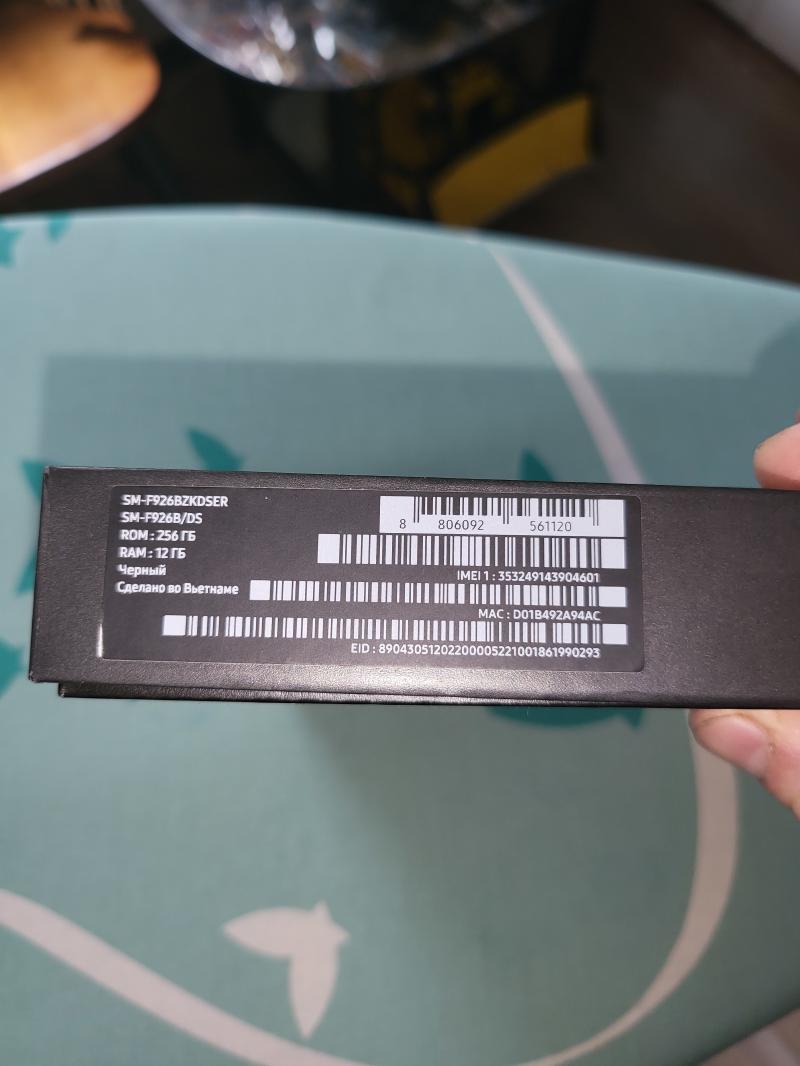 SM-F926BZKDSER
SM-F926B/DS
ROM : 256 ГБ
RAM : 12 ГБ
Черный
Сделано во Вьетнаме
8 806092 561120
IMEI 1 : 353249143904601
MAC : D01B492A94AC
EID : 89043051202200005221001861990293